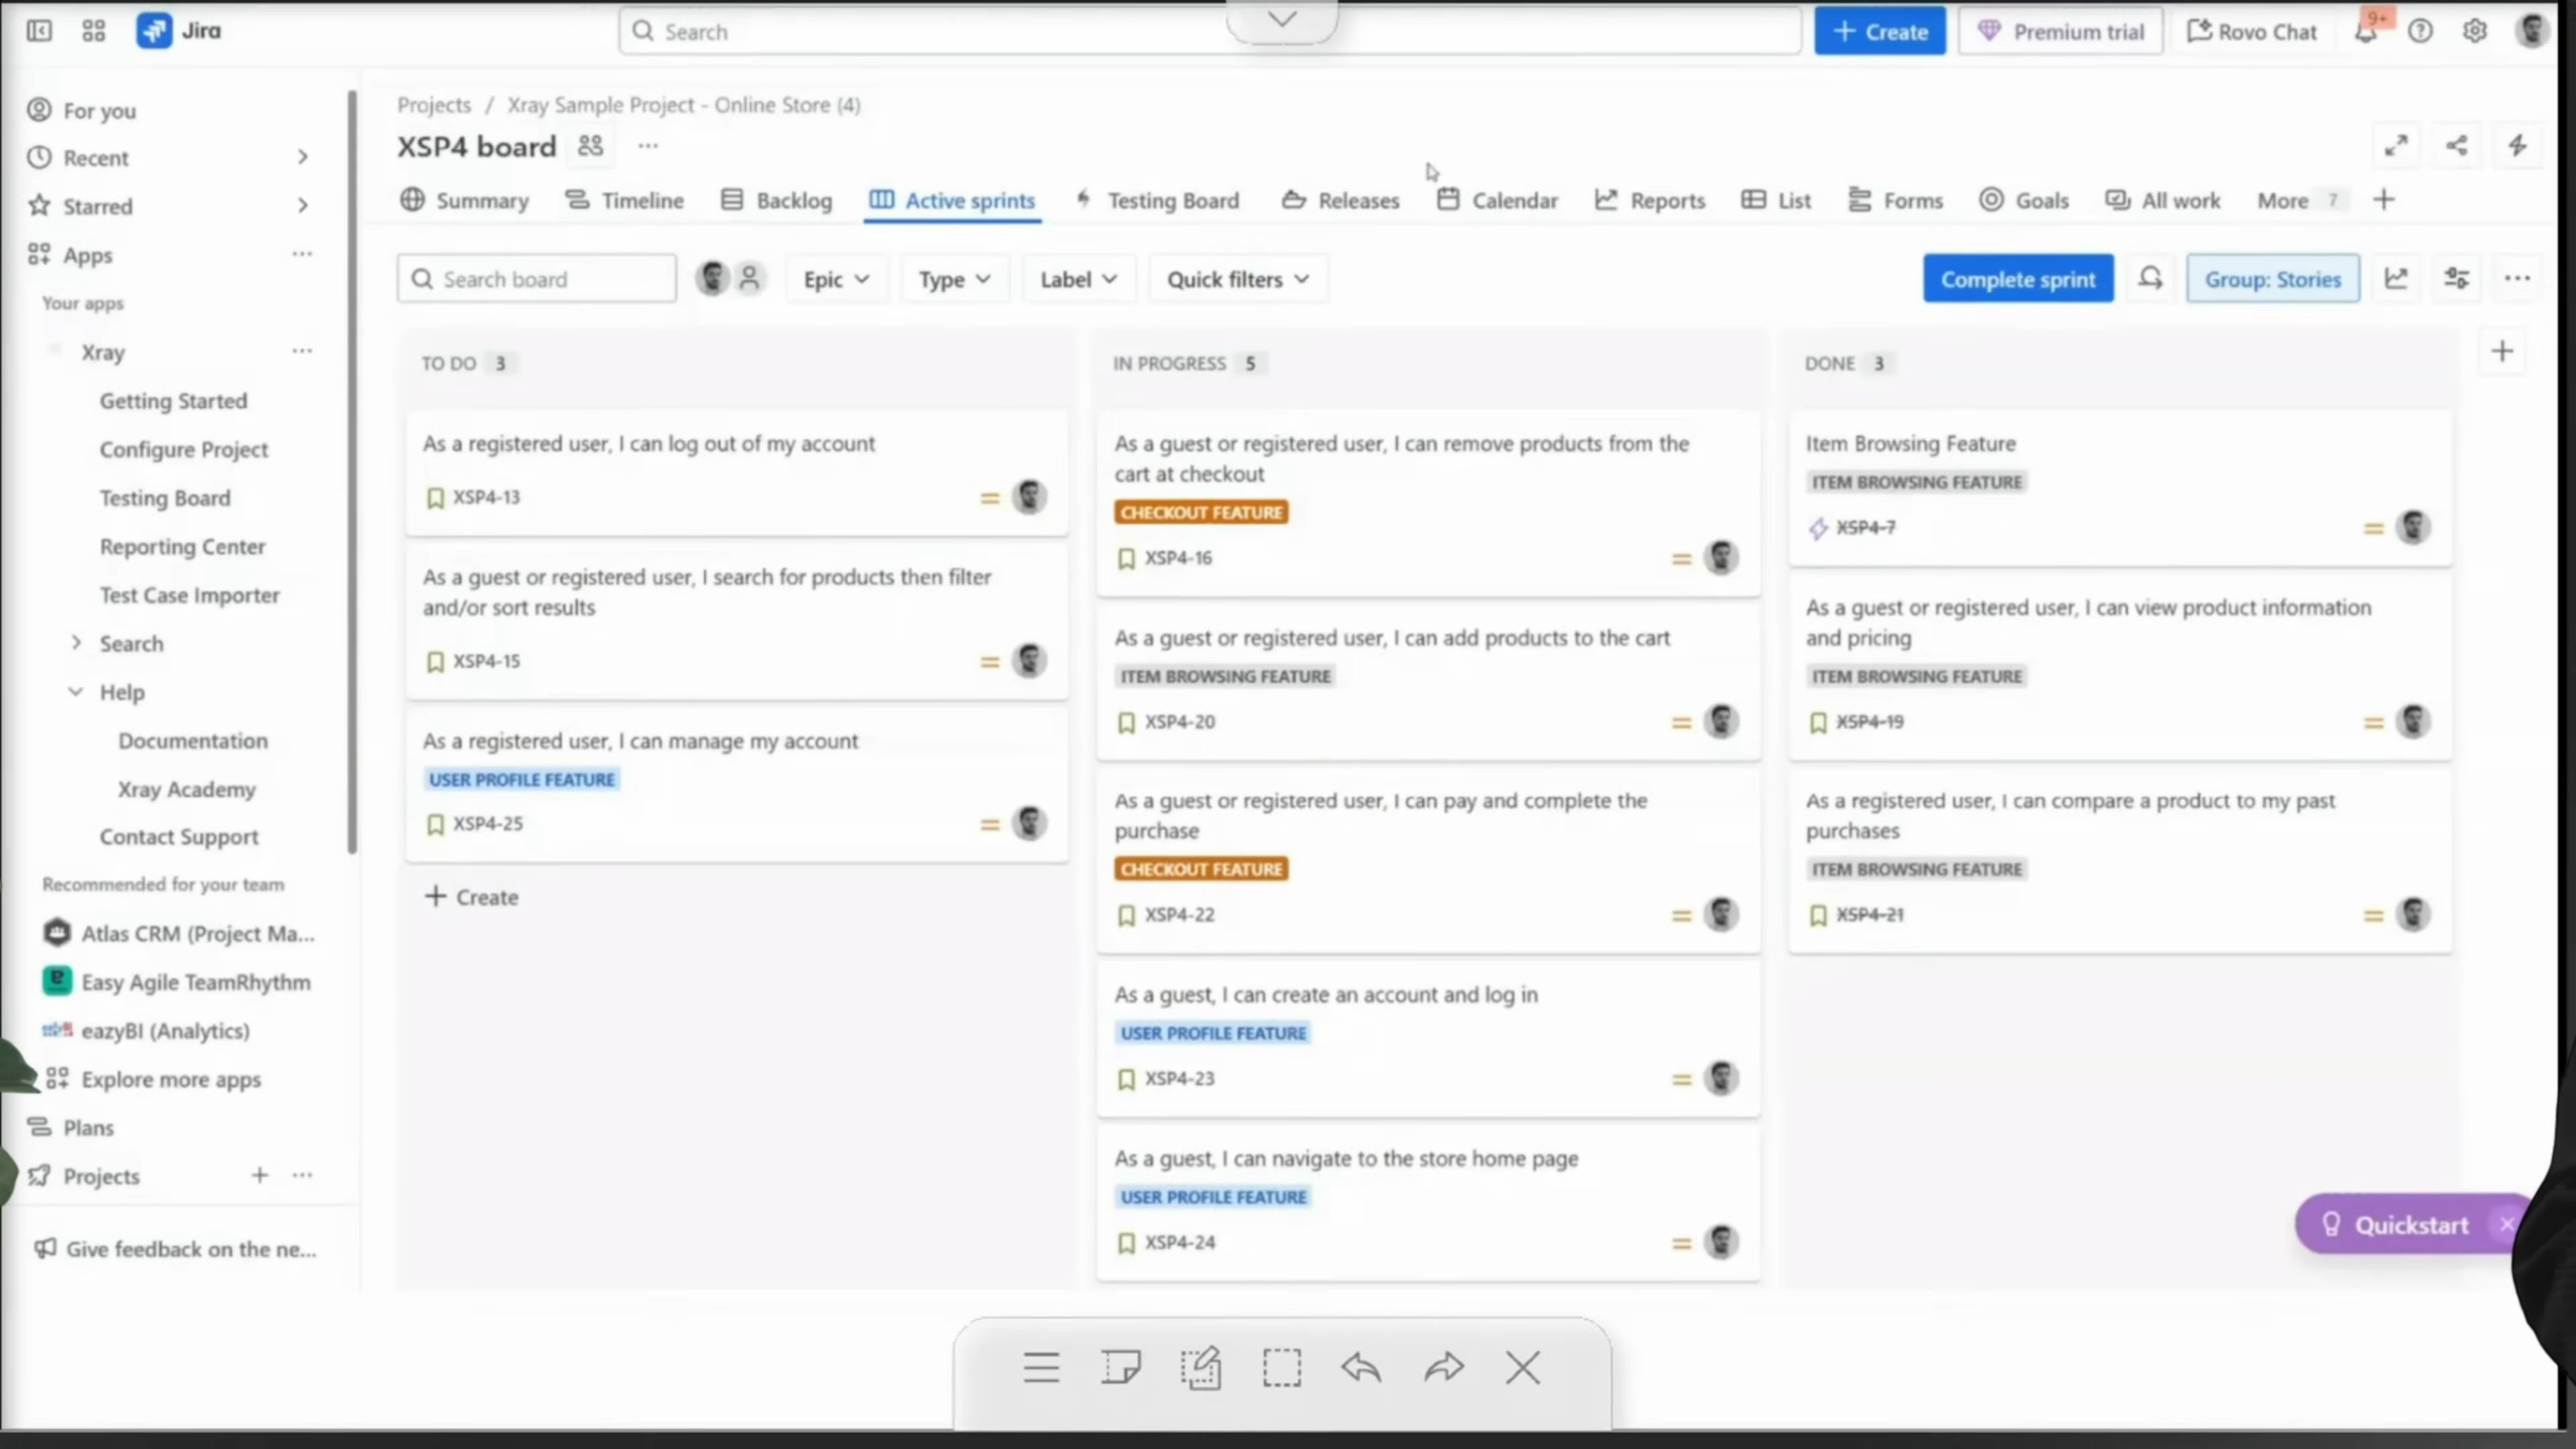 Jira
Search
+ Create
Premium trial
Rovo Chat
9+
For you
Recent
Starred
Apps
Your apps
Xray
Getting Started
Configure Project
Testing Board
Reporting Center
Test Case Importer
Search
Help
Documentation
Xray Academy
Contact Support
Recommended for your team
Atlas CRM (Project Ma...
Easy Agile TeamRhythm
eazyBI (Analytics)
Explore more apps
Plans
Projects
Give feedback on the ne...
Projects / Xray Sample Project - Online Store (4)
XSP4 board
Summary
Timeline
Backlog
Active sprints
Testing Board
Releases
Calendar
Reports
List
Forms
Goals
All work
More 7
Search board
Epic
Type
Label
Quick filters
Complete sprint
Group: Stories
TO DO 3
As a registered user, I can log out of my account
XSP4-13
As a guest or registered user, I search for products then filter
and/or sort results
XSP4-15
As a registered user, I can manage my account
USER PROFILE FEATURE
XSP4-25
+ Create
IN PROGRESS 5
As a guest or registered user, I can remove products from the
cart at checkout
CHECKOUT FEATURE
XSP4-16
As a guest or registered user, I can add products to the cart
ITEM BROWSING FEATURE
XSP4-20
As a guest or registered user, I can pay and complete the
purchase
CHECKOUT FEATURE
XSP4-22
As a guest, I can create an account and log in
USER PROFILE FEATURE
XSP4-23
As a guest, I can navigate to the store home page
USER PROFILE FEATURE
XSP4-24
DONE 3
Item Browsing Feature
ITEM BROWSING FEATURE
XSP4-7
As a guest or registered user, I can view product information
and pricing
ITEM BROWSING FEATURE
XSP4-19
As a registered user, I can compare a product to my past
purchases
ITEM BROWSING FEATURE
XSP4-21
Quickstart